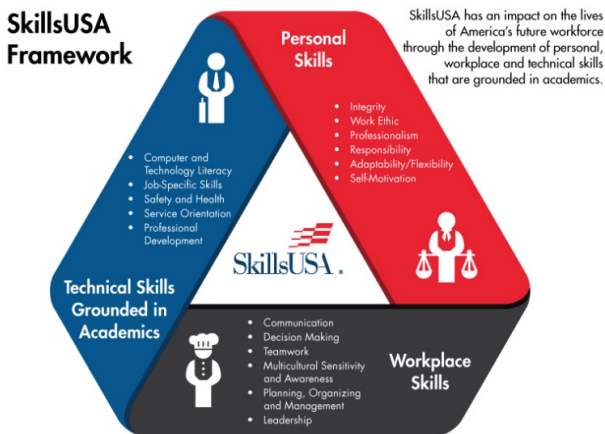 SkillsUSA
Framework
SkillsUSA has an impact on the lives
of America's future workforce
through the development of personal,
workplace and technical skills
that are grounded in academics.
Personal
Skills
• Integrity
• Work Ethic
• Professionalism
• Responsibility
• Adaptability/Flexibility
• Self-Motivation
• Computer and
Technology Literacy
• Job-Specific Skills
• Safety and Health
• Service Orientation
• Professional
Development
Technical Skills
Grounded in
Academics
SkillsUSA®
• Communication
• Decision Making
• Teamwork
• Multicultural Sensitivity
and Awareness
• Planning, Organizing
and Management
• Leadership
Workplace
Skills